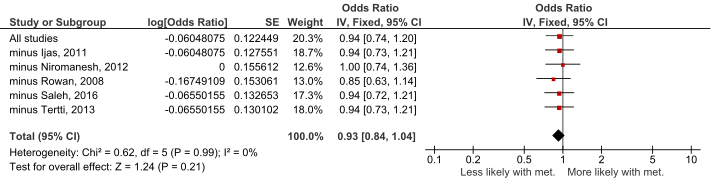 Odds Ratio Odds Ratio
Study or Subgroup log[Odds Ratio] SE Weight IV, Fixed, 95% CI IV, Fixed, 95% CI
All studies -0.06048075 0.122449 20.3% 0.94 [0.74, 1.20]
minus Ijas, 2011 -0.06048075 0.127551 18.7% 0.94 [0.73, 1.21]
minus Niromanesh, 2012 0 0.155612 12.6% 1.00 [0.74, 1.36]
minus Rowan, 2008 -0.16749109 0.153061 13.0% 0.85 [0.63, 1.14]
minus Saleh, 2016 -0.06550155 0.132653 17.3% 0.94 [0.72, 1.21]
minus Tertti, 2013 -0.06550155 0.130102 18.0% 0.94 [0.73, 1.21]
Total (95% CI) 100.0% 0.93 [0.84, 1.04]
Heterogeneity: Chi² = 0.62, df = 5 (P = 0.99); I² = 0%
Test for overall effect: Z = 1.24 (P = 0.21)
0.1 0.2 0.5 1 2 5 10
Less likely with met. More likely with met.